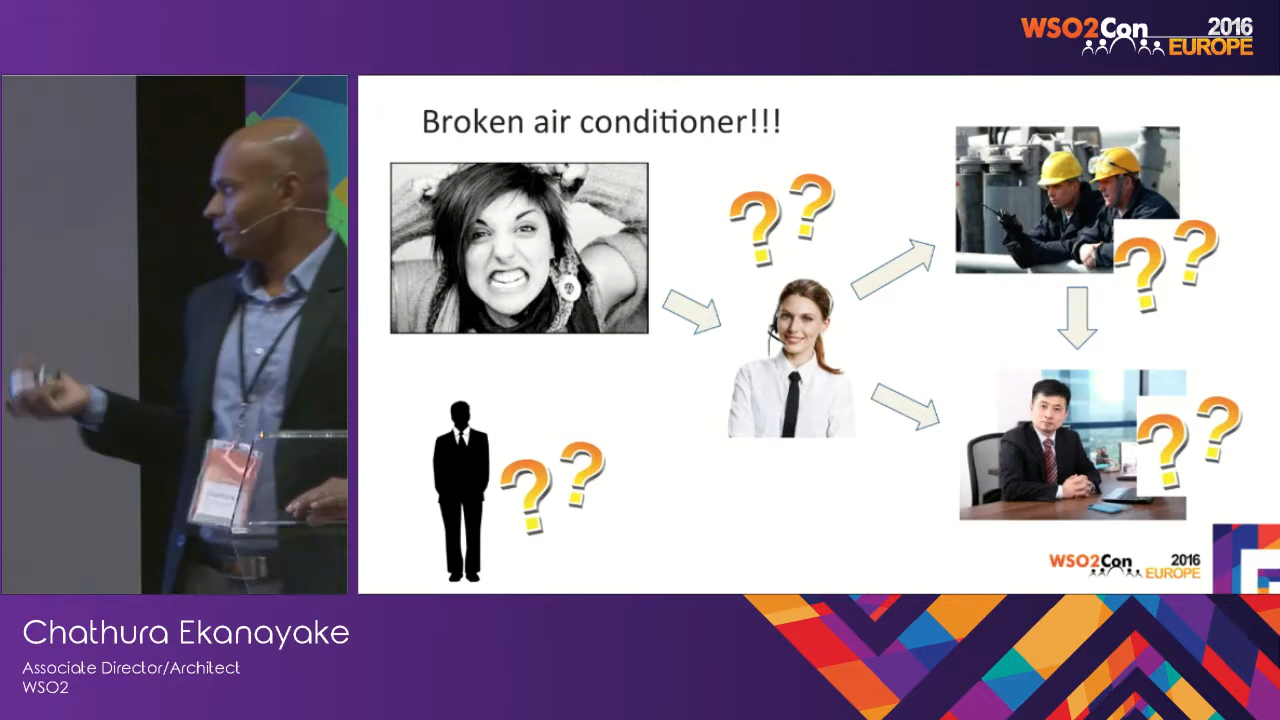 WSO2Con 2016
EUROPE
Broken air conditioner!!!
? ?
? ?
? ?
? ?
WSO2Con 2016
EUROPE
Chathura Ekanayake
Associate Director/Architect
WSO2